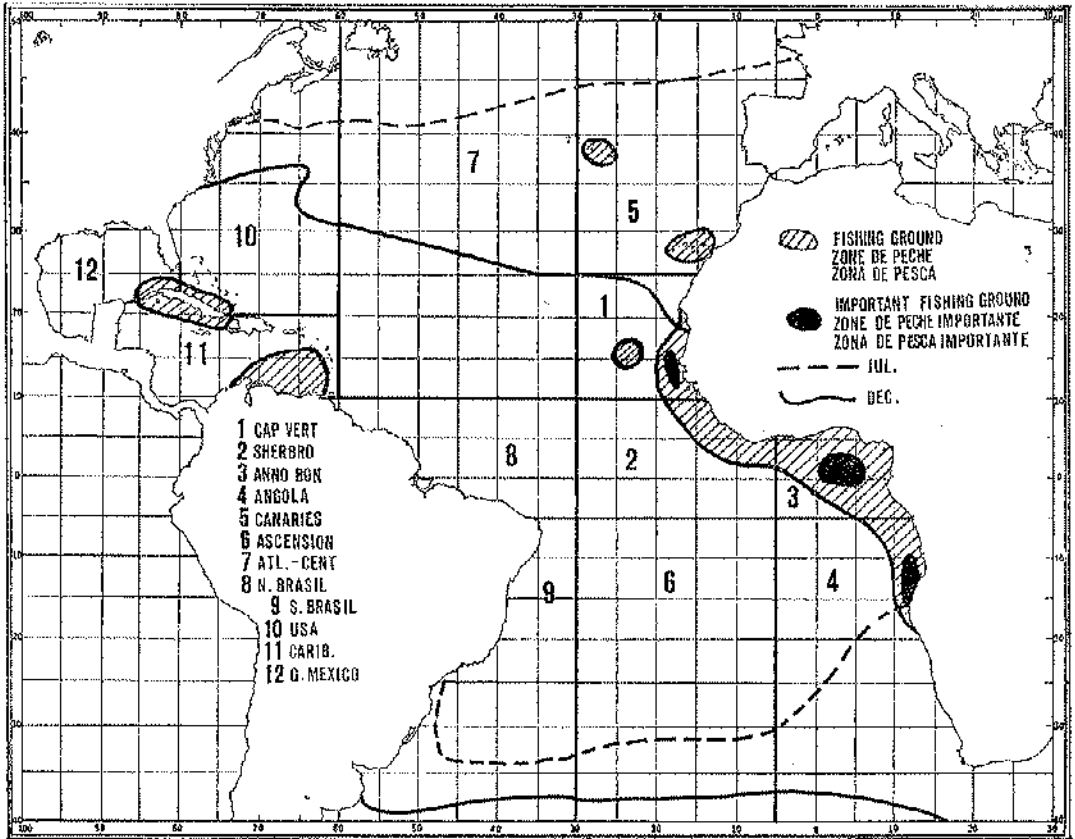 7
5
10
12
1
11
8
2
3
9
6
4
FISHING GROUND
ZONE DE PECHE
ZONA DE PESCA
IMPORTANT FISHING GROUND
ZONE DE PECHE IMPORTANTE
ZONA DE PESCA IMPORTANTE
JUL.
DEC.
1 CAP VERT
2 SHERBRO
3 ANNO BON
4 ANGOLA
5 CANARIES
6 ASCENSION
7 ATL.-CENT
8 N. BRASIL
9 S. BRASIL
10 USA
11 CARIB.
12 G. MEXICO